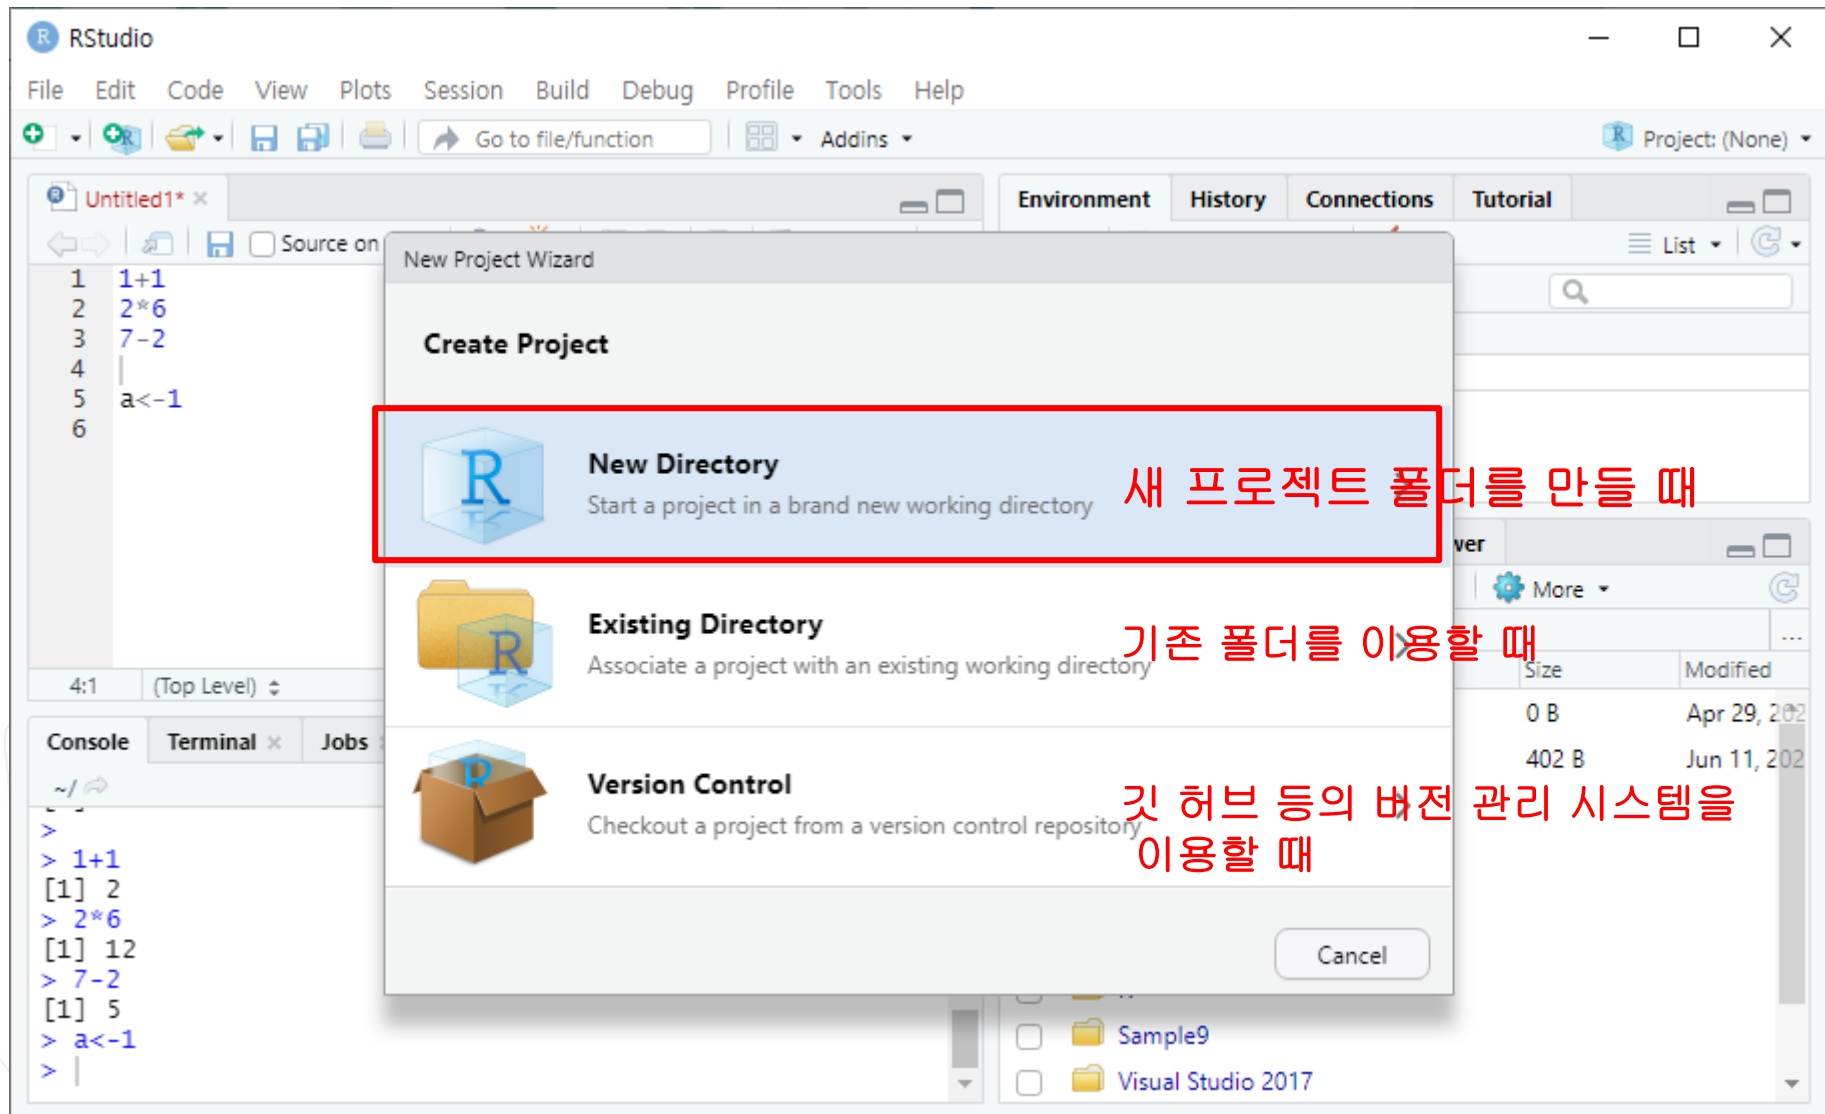 RStudio
File Edit Code View Plots Session Build Debug Profile Tools Help
Go to file/function Addins Project: (None)
Untitled1*
Source on
1 1+1
2 2*6
3 7-2
4
5 a<-1
6
4:1 (Top Level)
Console Terminal Jobs
~/
>
> 1+1
[1] 2
> 2*6
[1] 12
> 7-2
[1] 5
> a<-1
>
Environment History Connections Tutorial
List
New Project Wizard
Create Project
New Directory
Start a project in a brand new working directory
새 프로젝트 폴더를 만들 때
Existing Directory
Associate a project with an existing working directory
기존 폴더를 이용할 때
Version Control
Checkout a project from a version control repository
깃 허브 등의 버전 관리 시스템을
이용할 때
Cancel
More
...
Size Modified
0 B Apr 29, 202
402 B Jun 11, 202
Sample9
Visual Studio 2017